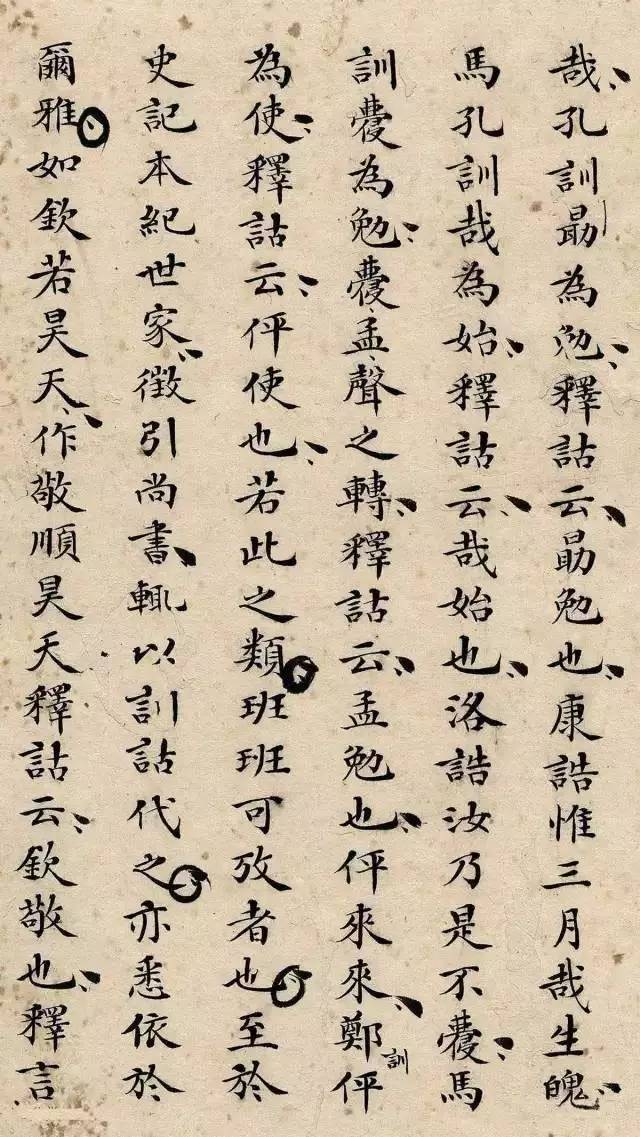 哉孔訓勗為勉釋詁云勗勉也康誥惟三月哉生魄
馬孔訓哉為始釋詁云哉始也洛誥汝乃是不蘉馬
訓蘉為勉蘉孟聲之轉釋詁云孟勉也伻來來鄭訓伻
為使釋詁云伻使也若此之類班班可攷者也至於
史記本紀世家徵引尚書輒以訓詁代之亦悉依於
爾雅如欽若昊天作敬順昊天釋詁云欽敬也釋言